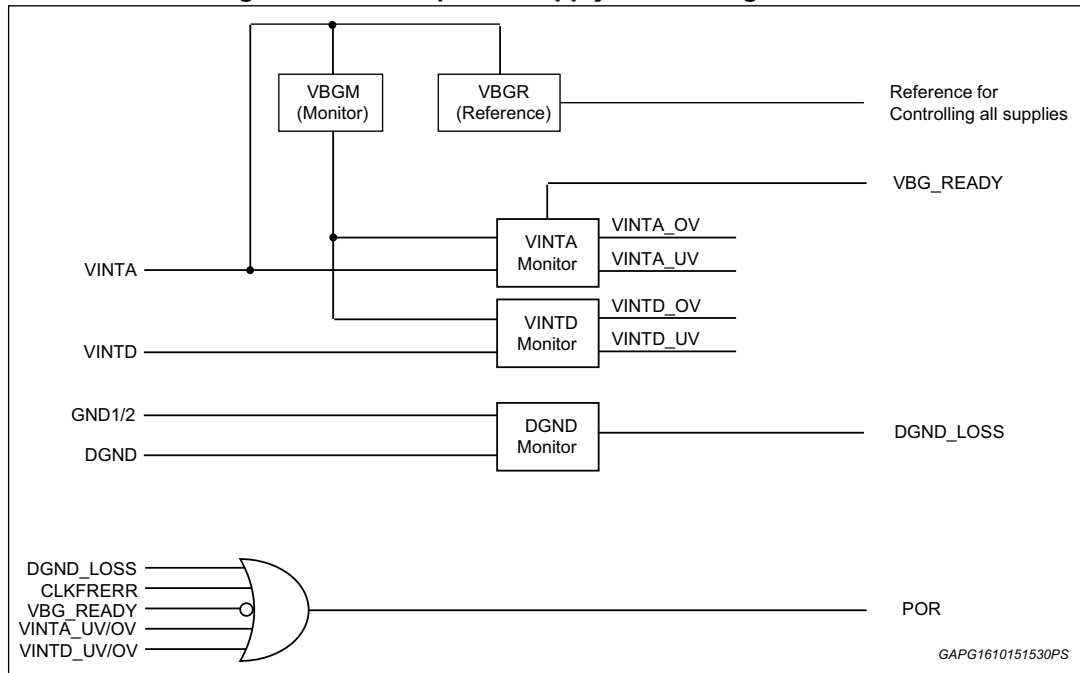 VBGM
(Monitor)
VBGR
(Reference)
Reference for
Controlling all supplies
VBG_READY
VINTA_OV
VINTA
Monitor
VINTA_UV
VINTA
VINTD_OV
VINTD
Monitor
VINTD_UV
VINTD
GND1/2
DGND
Monitor
DGND_LOSS
DGND
DGND_LOSS
CLKFRERR
VBG_READY
VINTA_UV/OV
VINTD_UV/OV
POR
GAPG1610151530PS